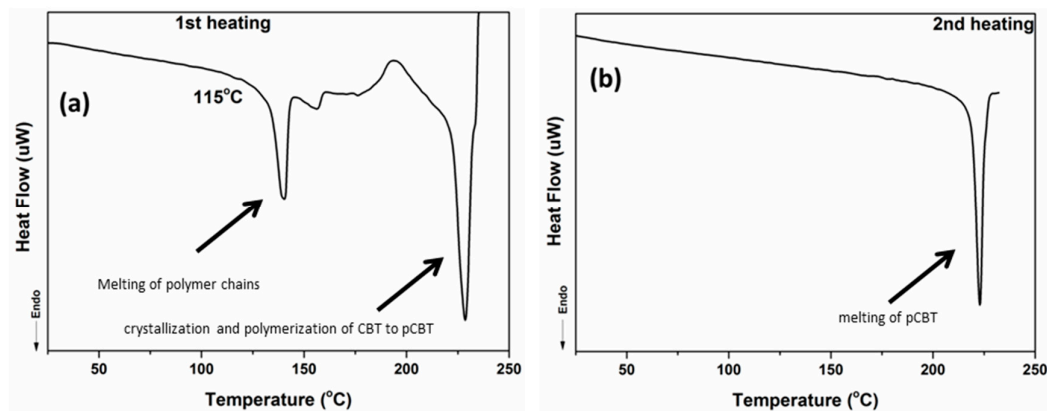 1st heating
(a)
115°C
Melting of polymer chains
crystallization and polymerization of CBT to pCBT
Heat Flow (uW)
Endo
50 100 150 200 250
Temperature (°C)
2nd heating
(b)
melting of pCBT
Heat Flow (uW)
Endo
50 100 150 200 250
Temperature (°C)